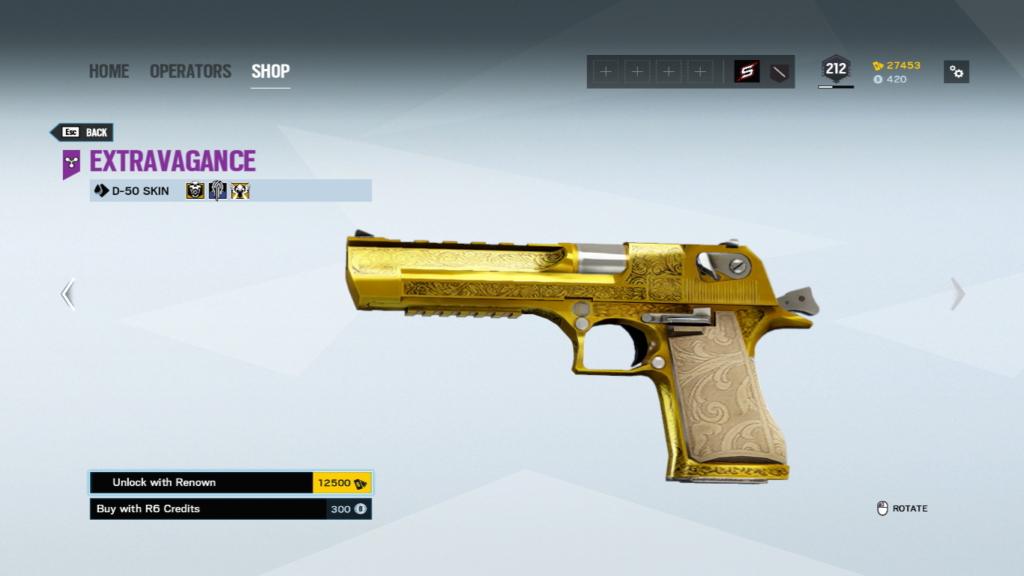 HOME OPERATORS SHOP
212
27453
420
Esc BACK
EXTRAVAGANCE
D-50 SKIN
Unlock with Renown 12500
Buy with R6 Credits 300
ROTATE